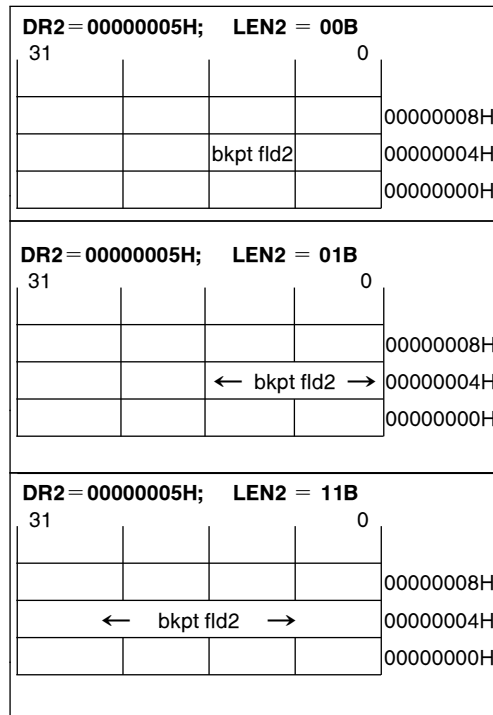 DR2=00000005H; LEN2 = 00B
31 0
00000008H
bkpt fld2 00000004H
00000000H
DR2=00000005H; LEN2 = 01B
31 0
00000008H
← bkpt fld2 → 00000004H
00000000H
DR2=00000005H; LEN2 = 11B
31 0
00000008H
← bkpt fld2 → 00000004H
00000000H